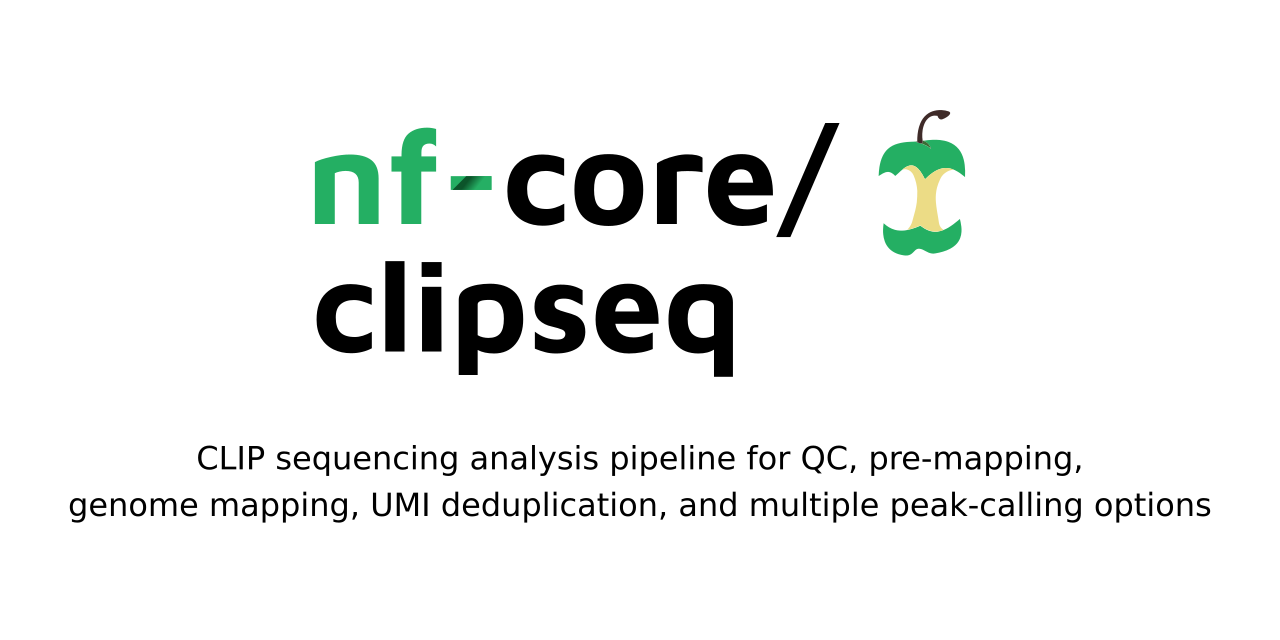 nf-core/
clipseq
CLIP sequencing analysis pipeline for QC, pre-mapping,
genome mapping, UMI deduplication, and multiple peak-calling options